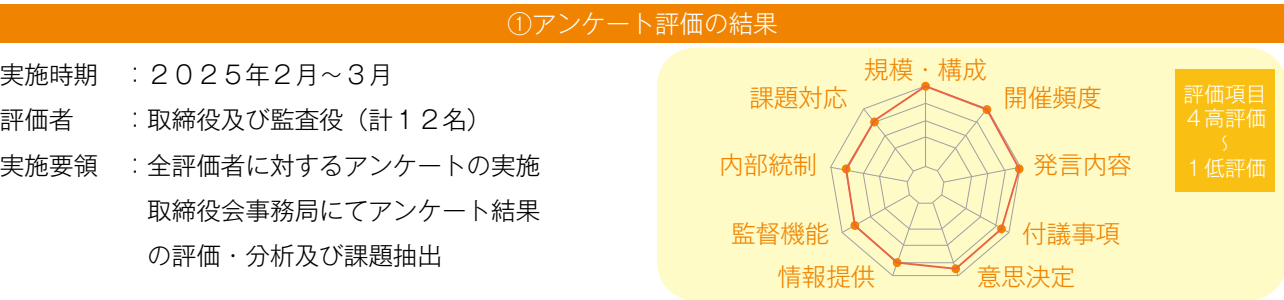 ①アンケート評価の結果
実施時期　：２０２５年２月～３月
評価者　　：取締役及び監査役（計１２名）
実施要領　：全評価者に対するアンケートの実施
取締役会事務局にてアンケート結果
の評価・分析及び課題抽出
規模・構成
開催頻度
発言内容
付議事項
意思決定
情報提供
監督機能
内部統制
課題対応
評価項目
４高評価
～
１低評価